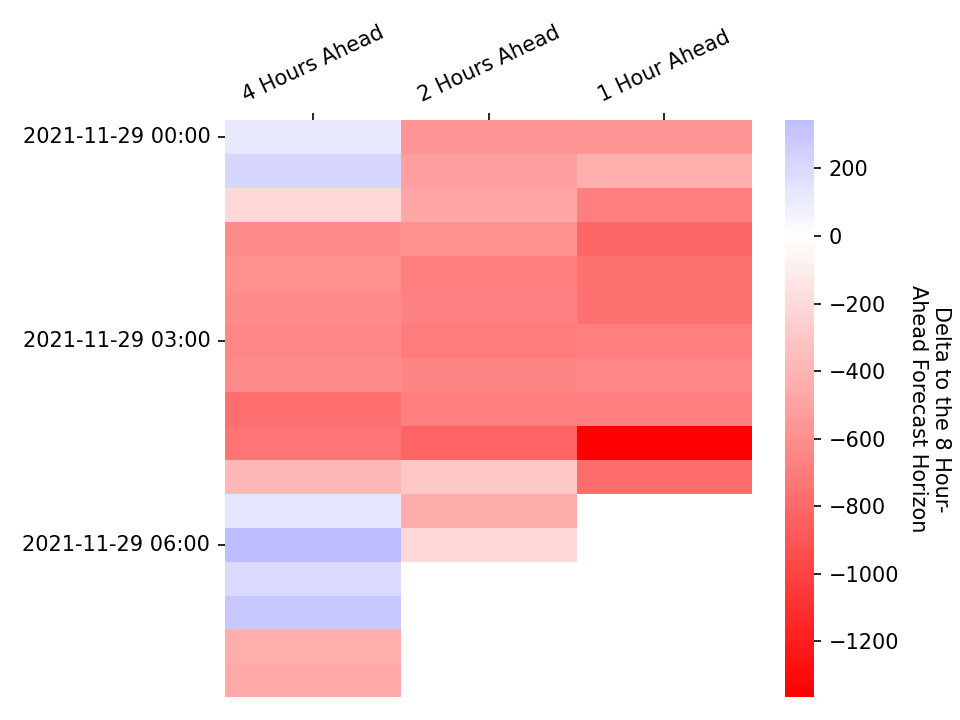 4 Hours Ahead
2 Hours Ahead
1 Hour Ahead
2021-11-29 00:00
2021-11-29 03:00
2021-11-29 06:00
200
0
−200
−400
−600
−800
−1000
−1200
Delta to the 8 Hour-
Ahead Forecast Horizon